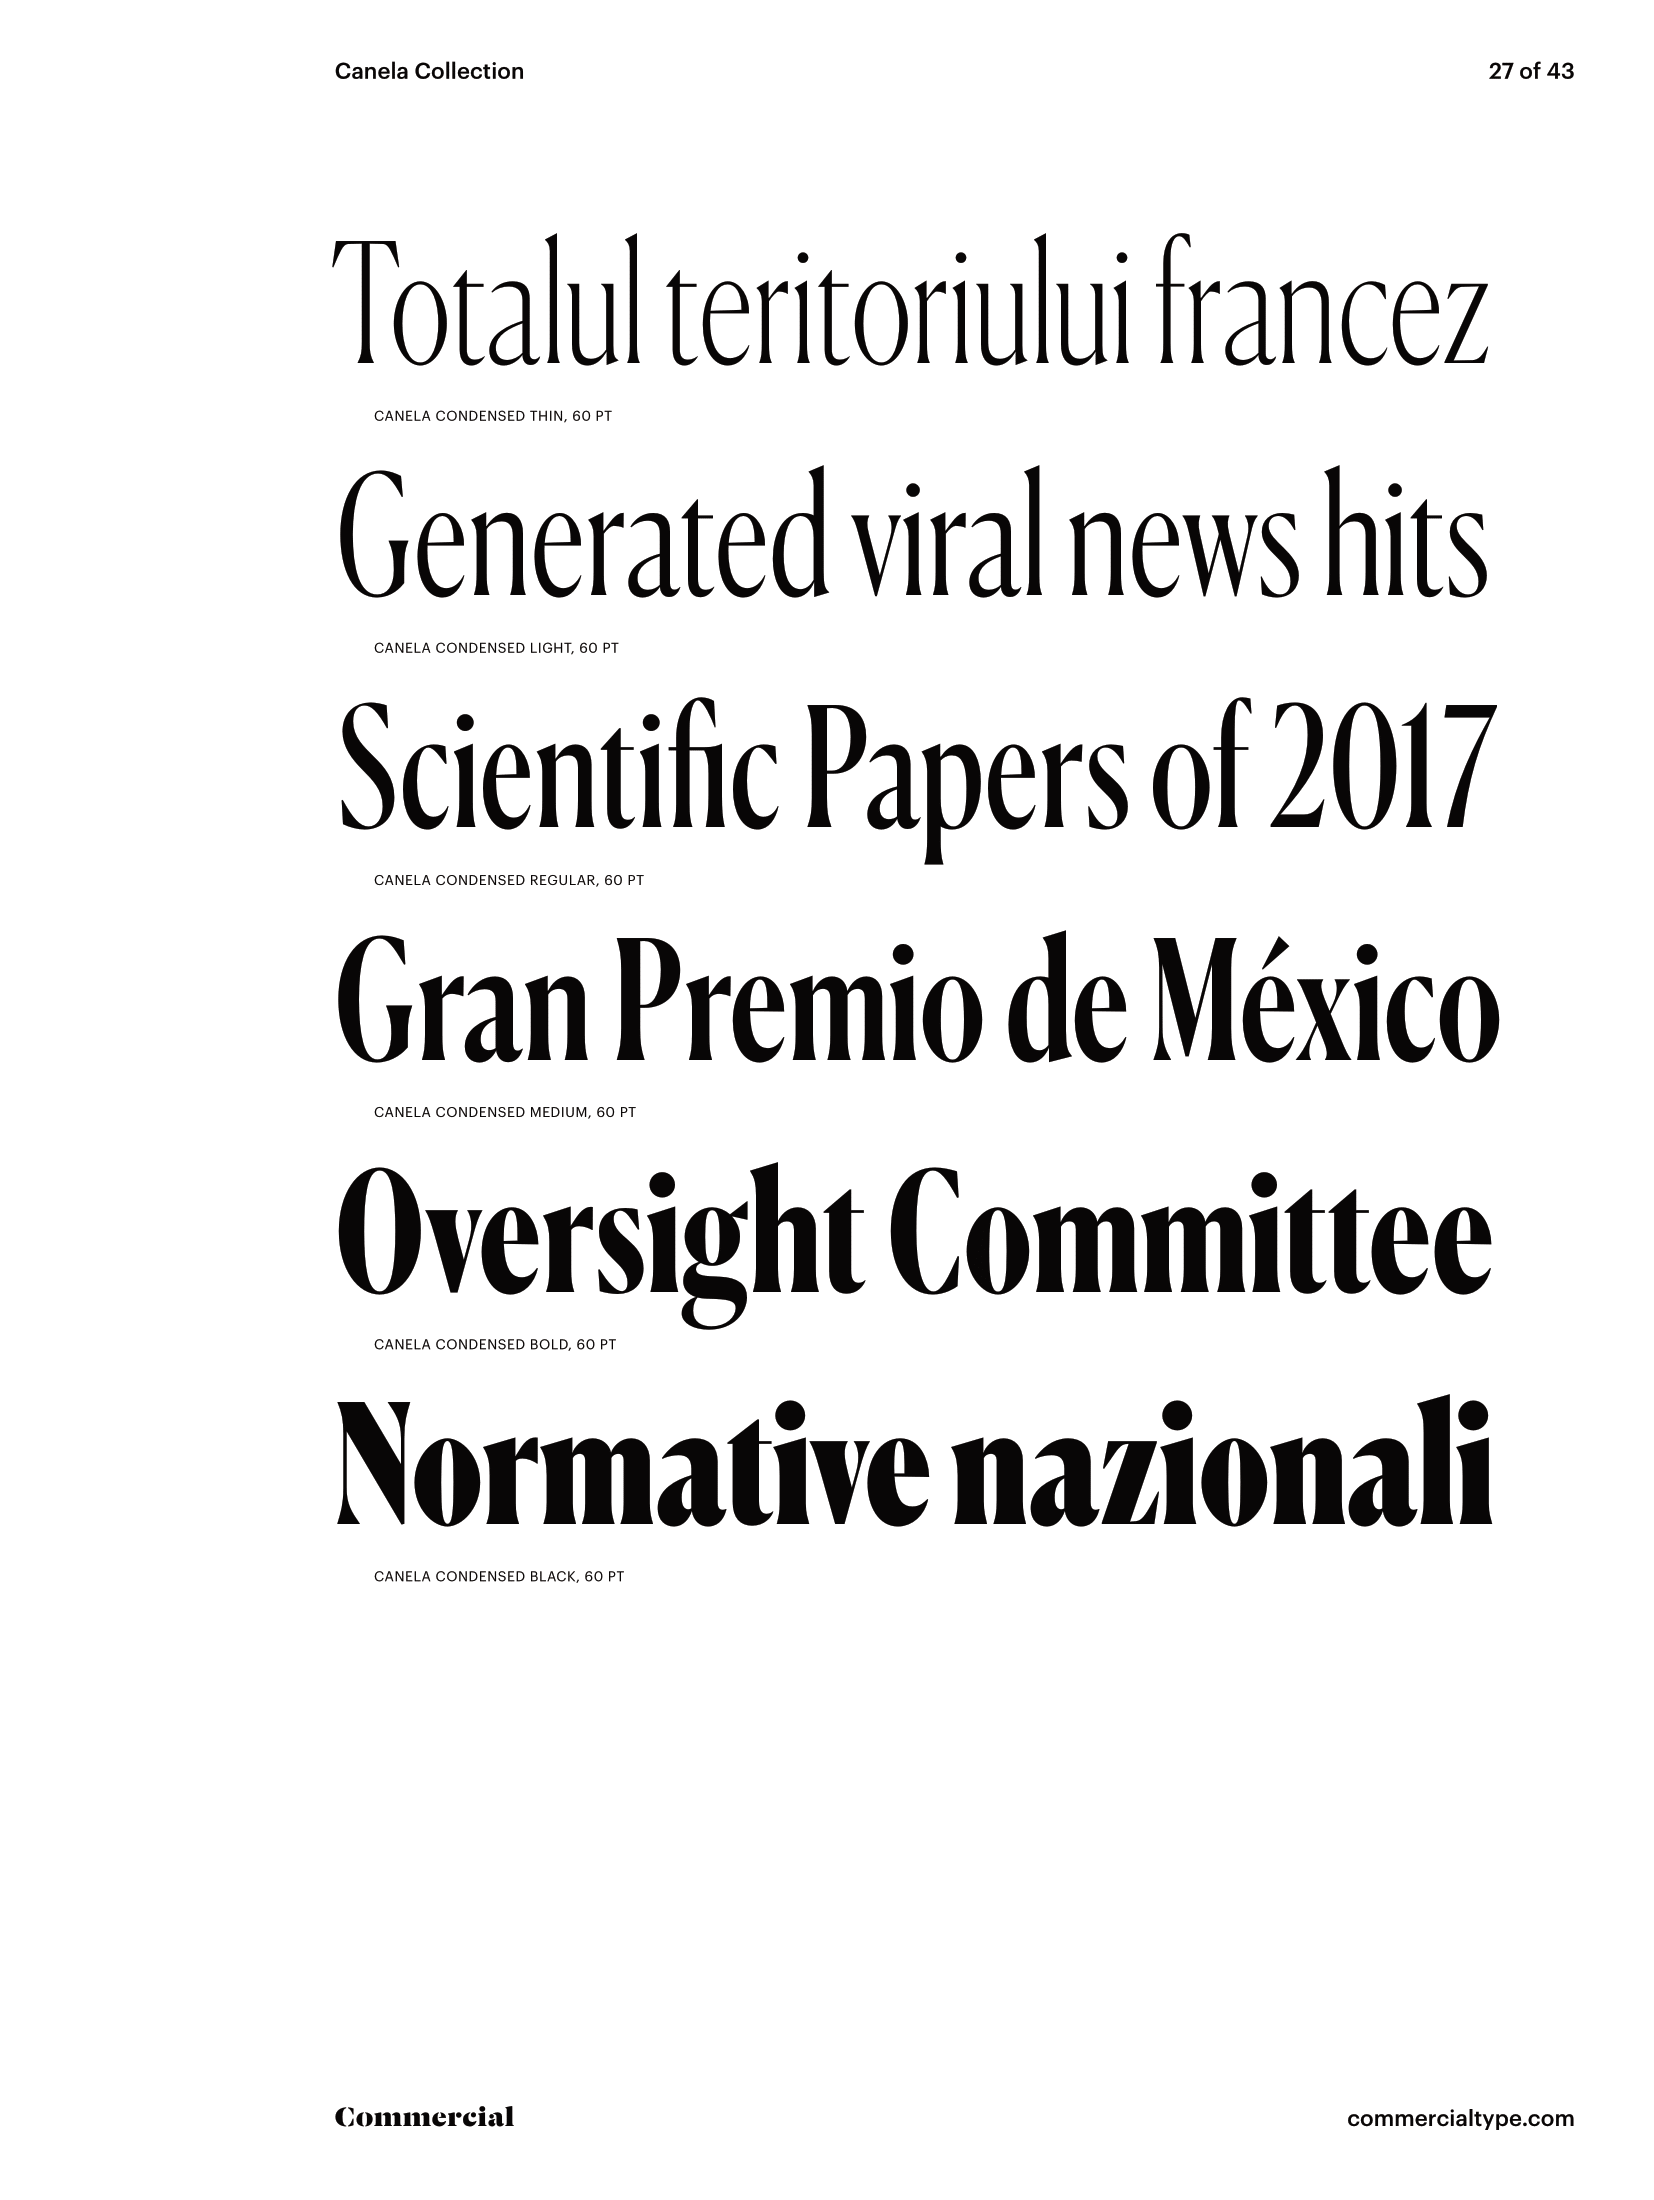 Canela Collection 27 of 43
Totalul teritoriului francez
CANELA CONDENSED THIN, 60 PT
Generated viral news hits
CANELA CONDENSED LIGHT, 60 PT
Scientific Papers of 2017
CANELA CONDENSED REGULAR, 60 PT
Gran Premio de México
CANELA CONDENSED MEDIUM, 60 PT
Oversight Committee
CANELA CONDENSED BOLD, 60 PT
Normative nazionali
CANELA CONDENSED BLACK, 60 PT
Commercial commercialtype.com